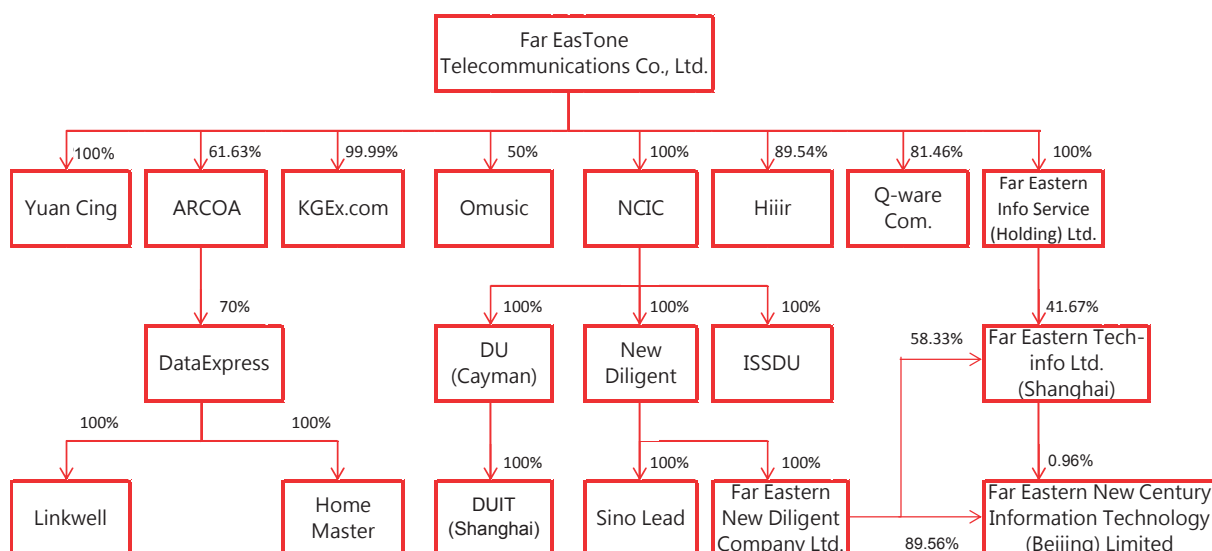 Far EasTone
Telecommunications Co., Ltd.
100%
61.63%
99.99%
50%
100%
89.54%
81.46%
100%
Yuan Cing
ARCOA
KGEx.com
Omusic
NCIC
Hiiir
Q-ware
Com.
Far Eastern
Info Service
(Holding) Ltd.
70%
100%
100%
100%
41.67%
DataExpress
DU
(Cayman)
New
Diligent
ISSDU
58.33%
Far Eastern Tech-
info Ltd.
(Shanghai)
100%
100%
100%
100%
100%
0.96%
Linkwell
Home
Master
DUIT
(Shanghai)
Sino Lead
Far Eastern
New Diligent
Company Ltd.
89.56%
Far Eastern New Century
Information Technology
(Beijing) Limited